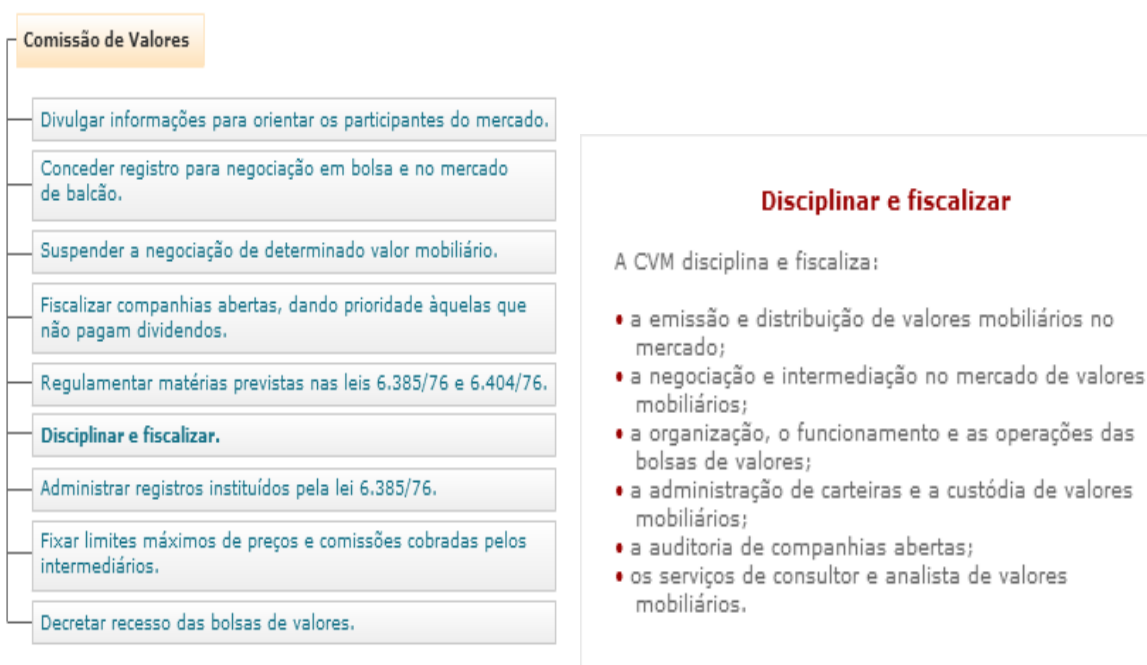 Comissão de Valores
Divulgar informações para orientar os participantes do mercado.
Conceder registro para negociação em bolsa e no mercado
de balcão.
Suspender a negociação de determinado valor mobiliário.
Fiscalizar companhias abertas, dando prioridade àquelas que
não pagam dividendos.
Regulamentar matérias previstas nas leis 6.385/76 e 6.404/76.
Disciplinar e fiscalizar.
Administrar registros instituídos pela lei 6.385/76.
Fixar limites máximos de preços e comissões cobradas pelos
intermediários.
Decretar recesso das bolsas de valores.
Disciplinar e fiscalizar
A CVM disciplina e fiscaliza:
• a emissão e distribuição de valores mobiliários no
mercado;
• a negociação e intermediação no mercado de valores
mobiliários;
• a organização, o funcionamento e as operações das
bolsas de valores;
• a administração de carteiras e a custódia de valores
mobiliários;
• a auditoria de companhias abertas;
• os serviços de consultor e analista de valores
mobiliários.